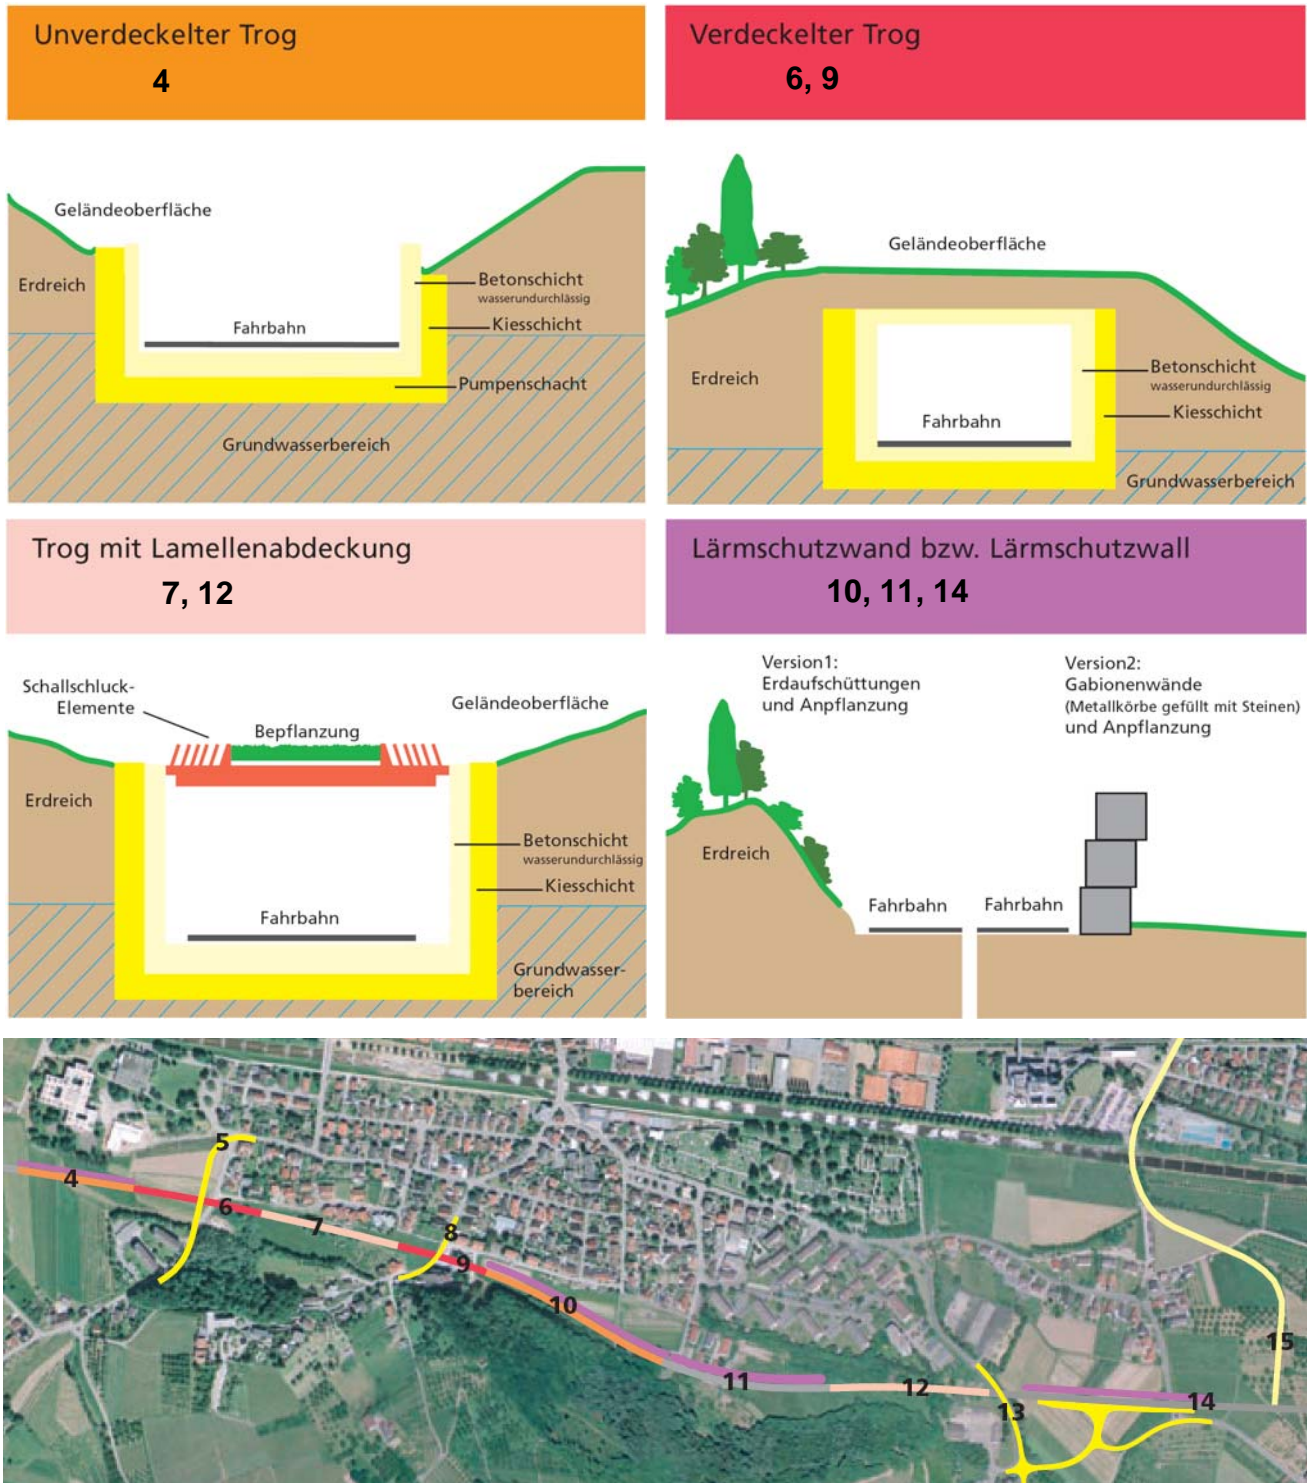 Unverdeckelter Trog
4
Geländeoberfläche
Erdreich
Betonschicht
wasserundurchlässig
Fahrbahn
Kiesschicht
Pumpenschacht
Grundwasserbereich
Verdeckelter Trog
6, 9
Geländeoberfläche
Erdreich
Betonschicht
wasserundurchlässig
Kiesschicht
Fahrbahn
Grundwasserbereich
Trog mit Lamellenabdeckung
7, 12
Schallschluck-
Elemente
Geländeoberfläche
Bepflanzung
Erdreich
Betonschicht
wasserundurchlässig
Kiesschicht
Fahrbahn
Grundwasser-
bereich
Lärmschutzwand bzw. Lärmschutzwall
10, 11, 14
Version1:
Erdaufschüttungen
und Anpflanzung
Version2:
Gabionenwände
(Metallkörbe gefüllt mit Steinen)
und Anpflanzung
Erdreich
Fahrbahn
Fahrbahn
4
5
6
7
8
9
10
11
12
13
14
15